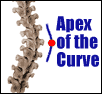 Apex
of the
Curve